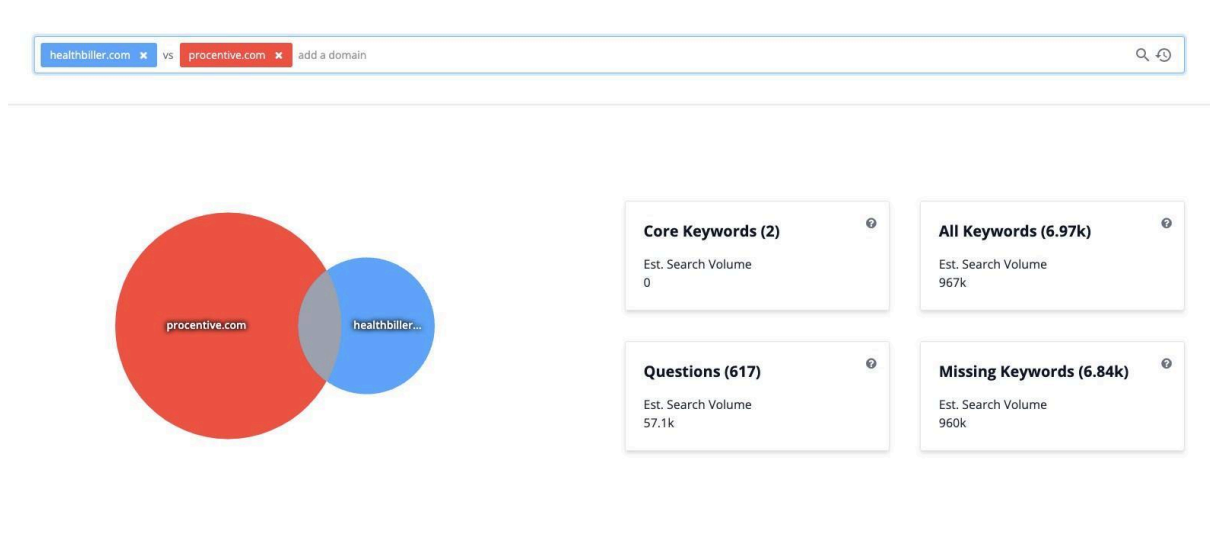 healthbiller.com × vs procentive.com × add a domain
procentive.com
healthbiller...
Core Keywords (2)
Est. Search Volume
0
All Keywords (6.97k)
Est. Search Volume
967k
Questions (617)
Est. Search Volume
57.1k
Missing Keywords (6.84k)
Est. Search Volume
960k